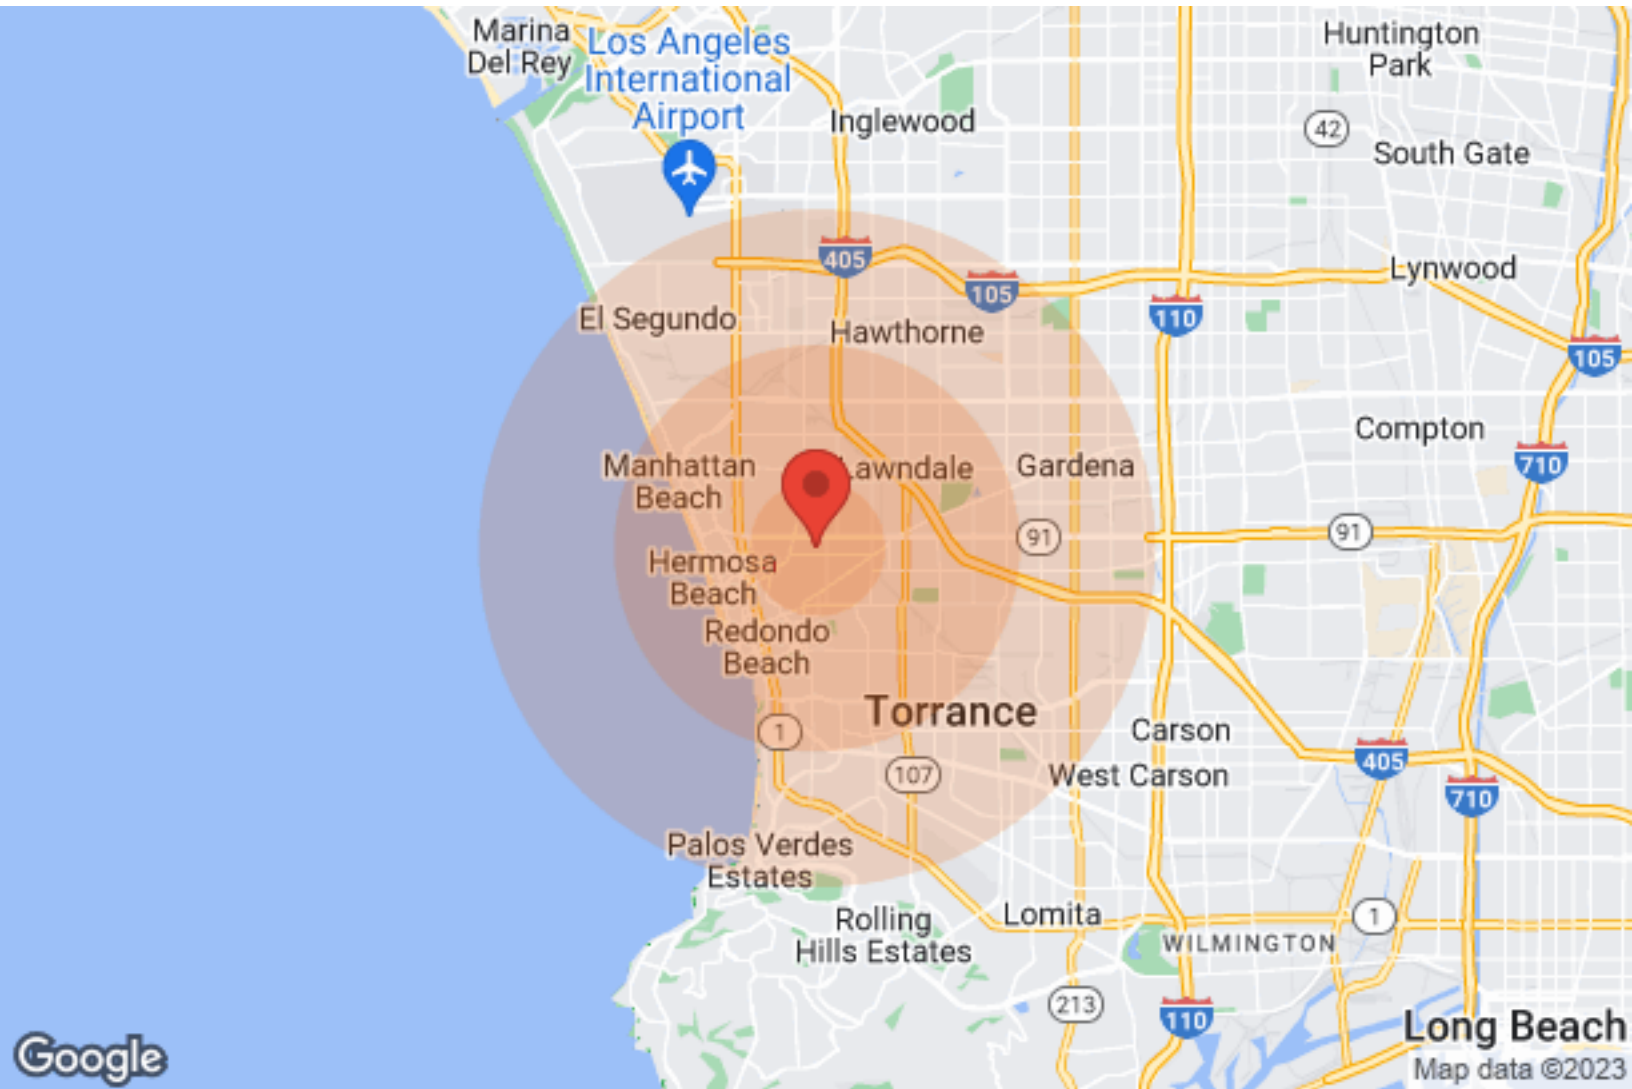 Marina
Del Rey
Los Angeles
International
Airport
Huntington
Park
Inglewood
42
South Gate
405
105
Lynwood
110
El Segundo
Hawthorne
105
Compton
Manhattan
Beach
Lawndale
Gardena
710
91
91
Hermosa
Beach
Redondo
Beach
Torrance
1
Carson
405
107
West Carson
710
Palos Verdes
Estates
Rolling
Hills Estates
Lomita
1
WILMINGTON
213
110
Long Beach
Google
Map data ©2023